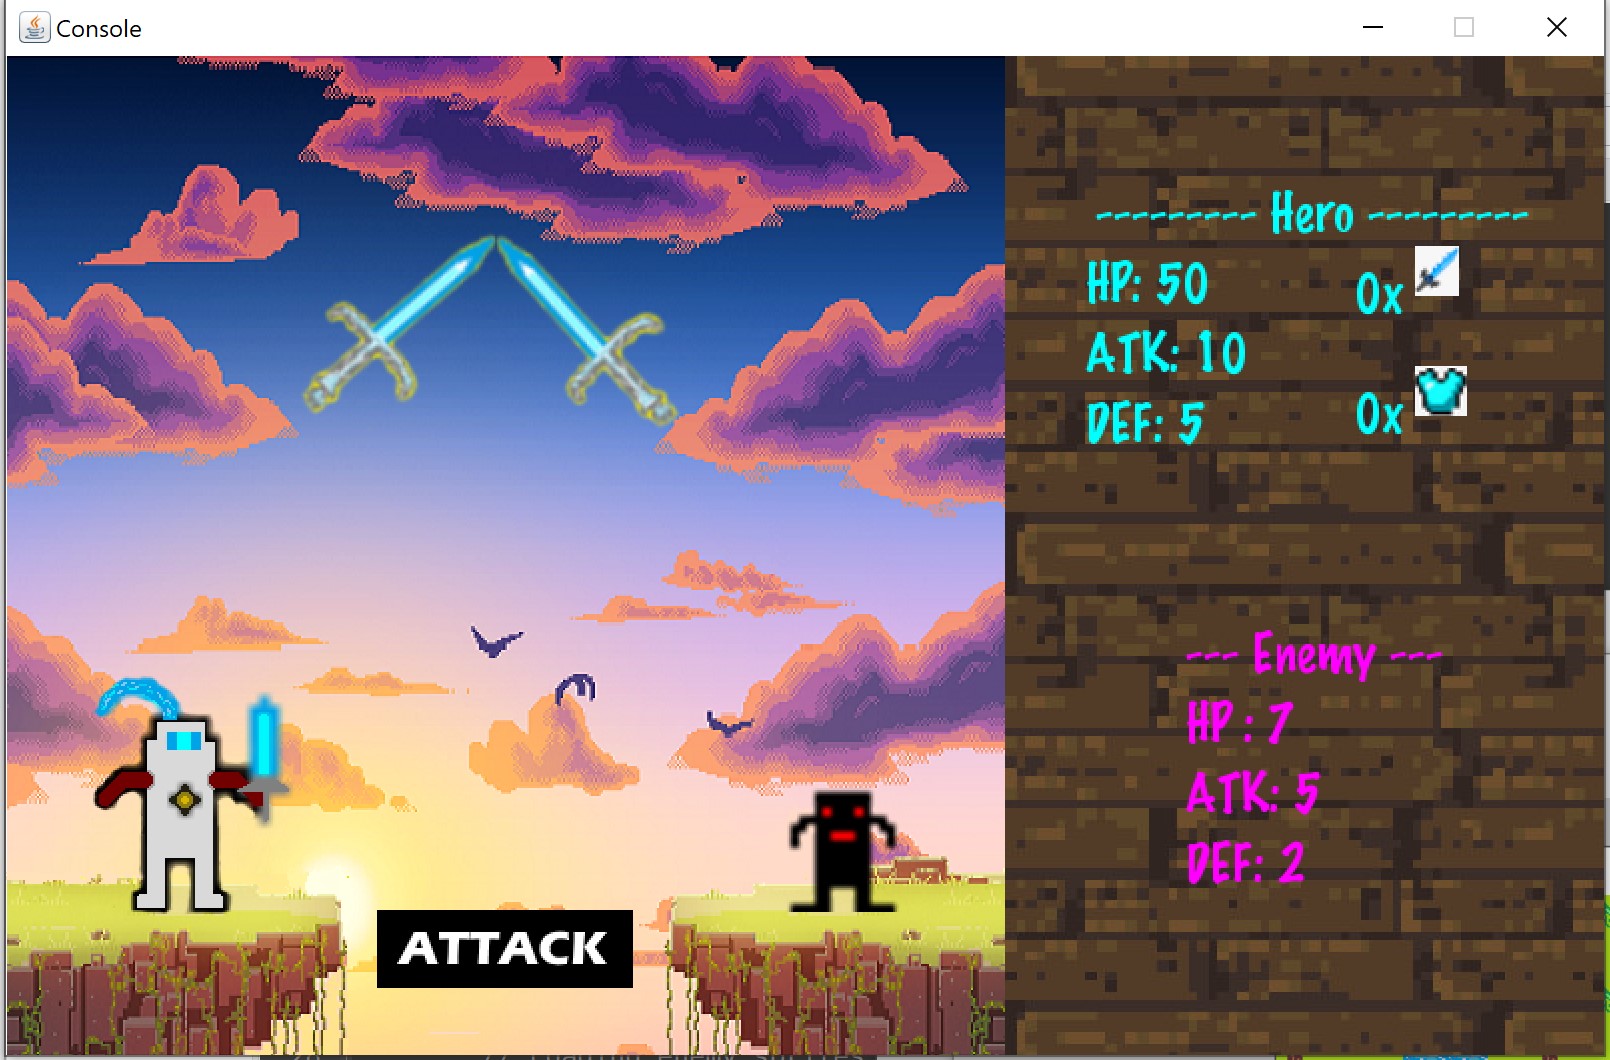 Console
--------- Hero ---------
HP: 50
0x
ATK: 10
DEF: 5
0x
--- Enemy ---
HP : 7
ATK: 5
DEF: 2
ATTACK